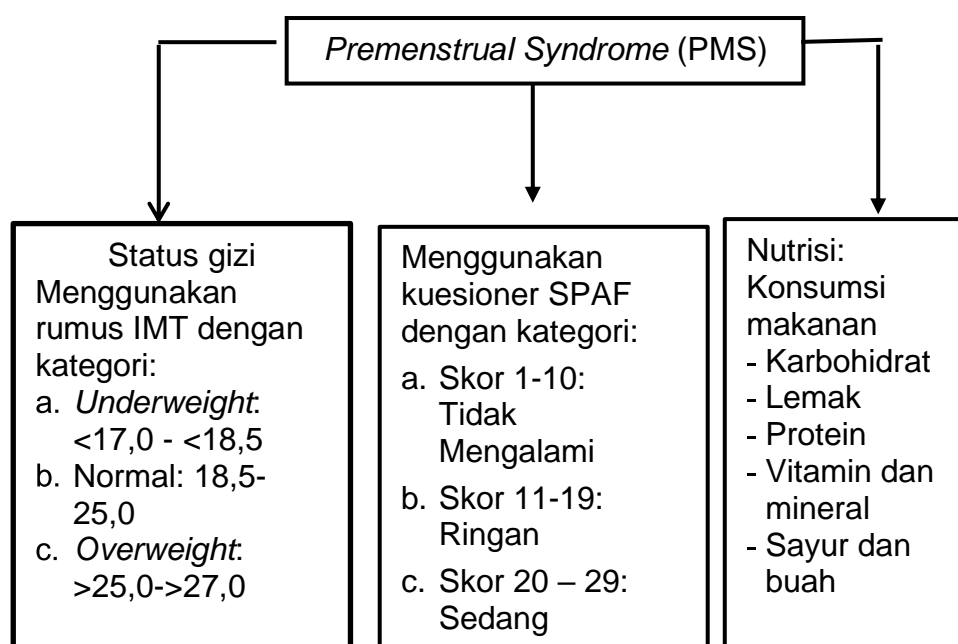 Premenstrual Syndrome (PMS)
Status gizi
Menggunakan
rumus IMT dengan
kategori:
a. Underweight:
<17,0 - <18,5
b. Normal: 18,5-
25,0
c. Overweight:
>25,0->27,0
Menggunakan
kuesioner SPAF
dengan kategori:
a. Skor 1-10:
Tidak
Mengalami
b. Skor 11-19:
Ringan
c. Skor 20 – 29:
Sedang
Nutrisi:
Konsumsi
makanan
- Karbohidrat
- Lemak
- Protein
- Vitamin dan
mineral
- Sayur dan
buah